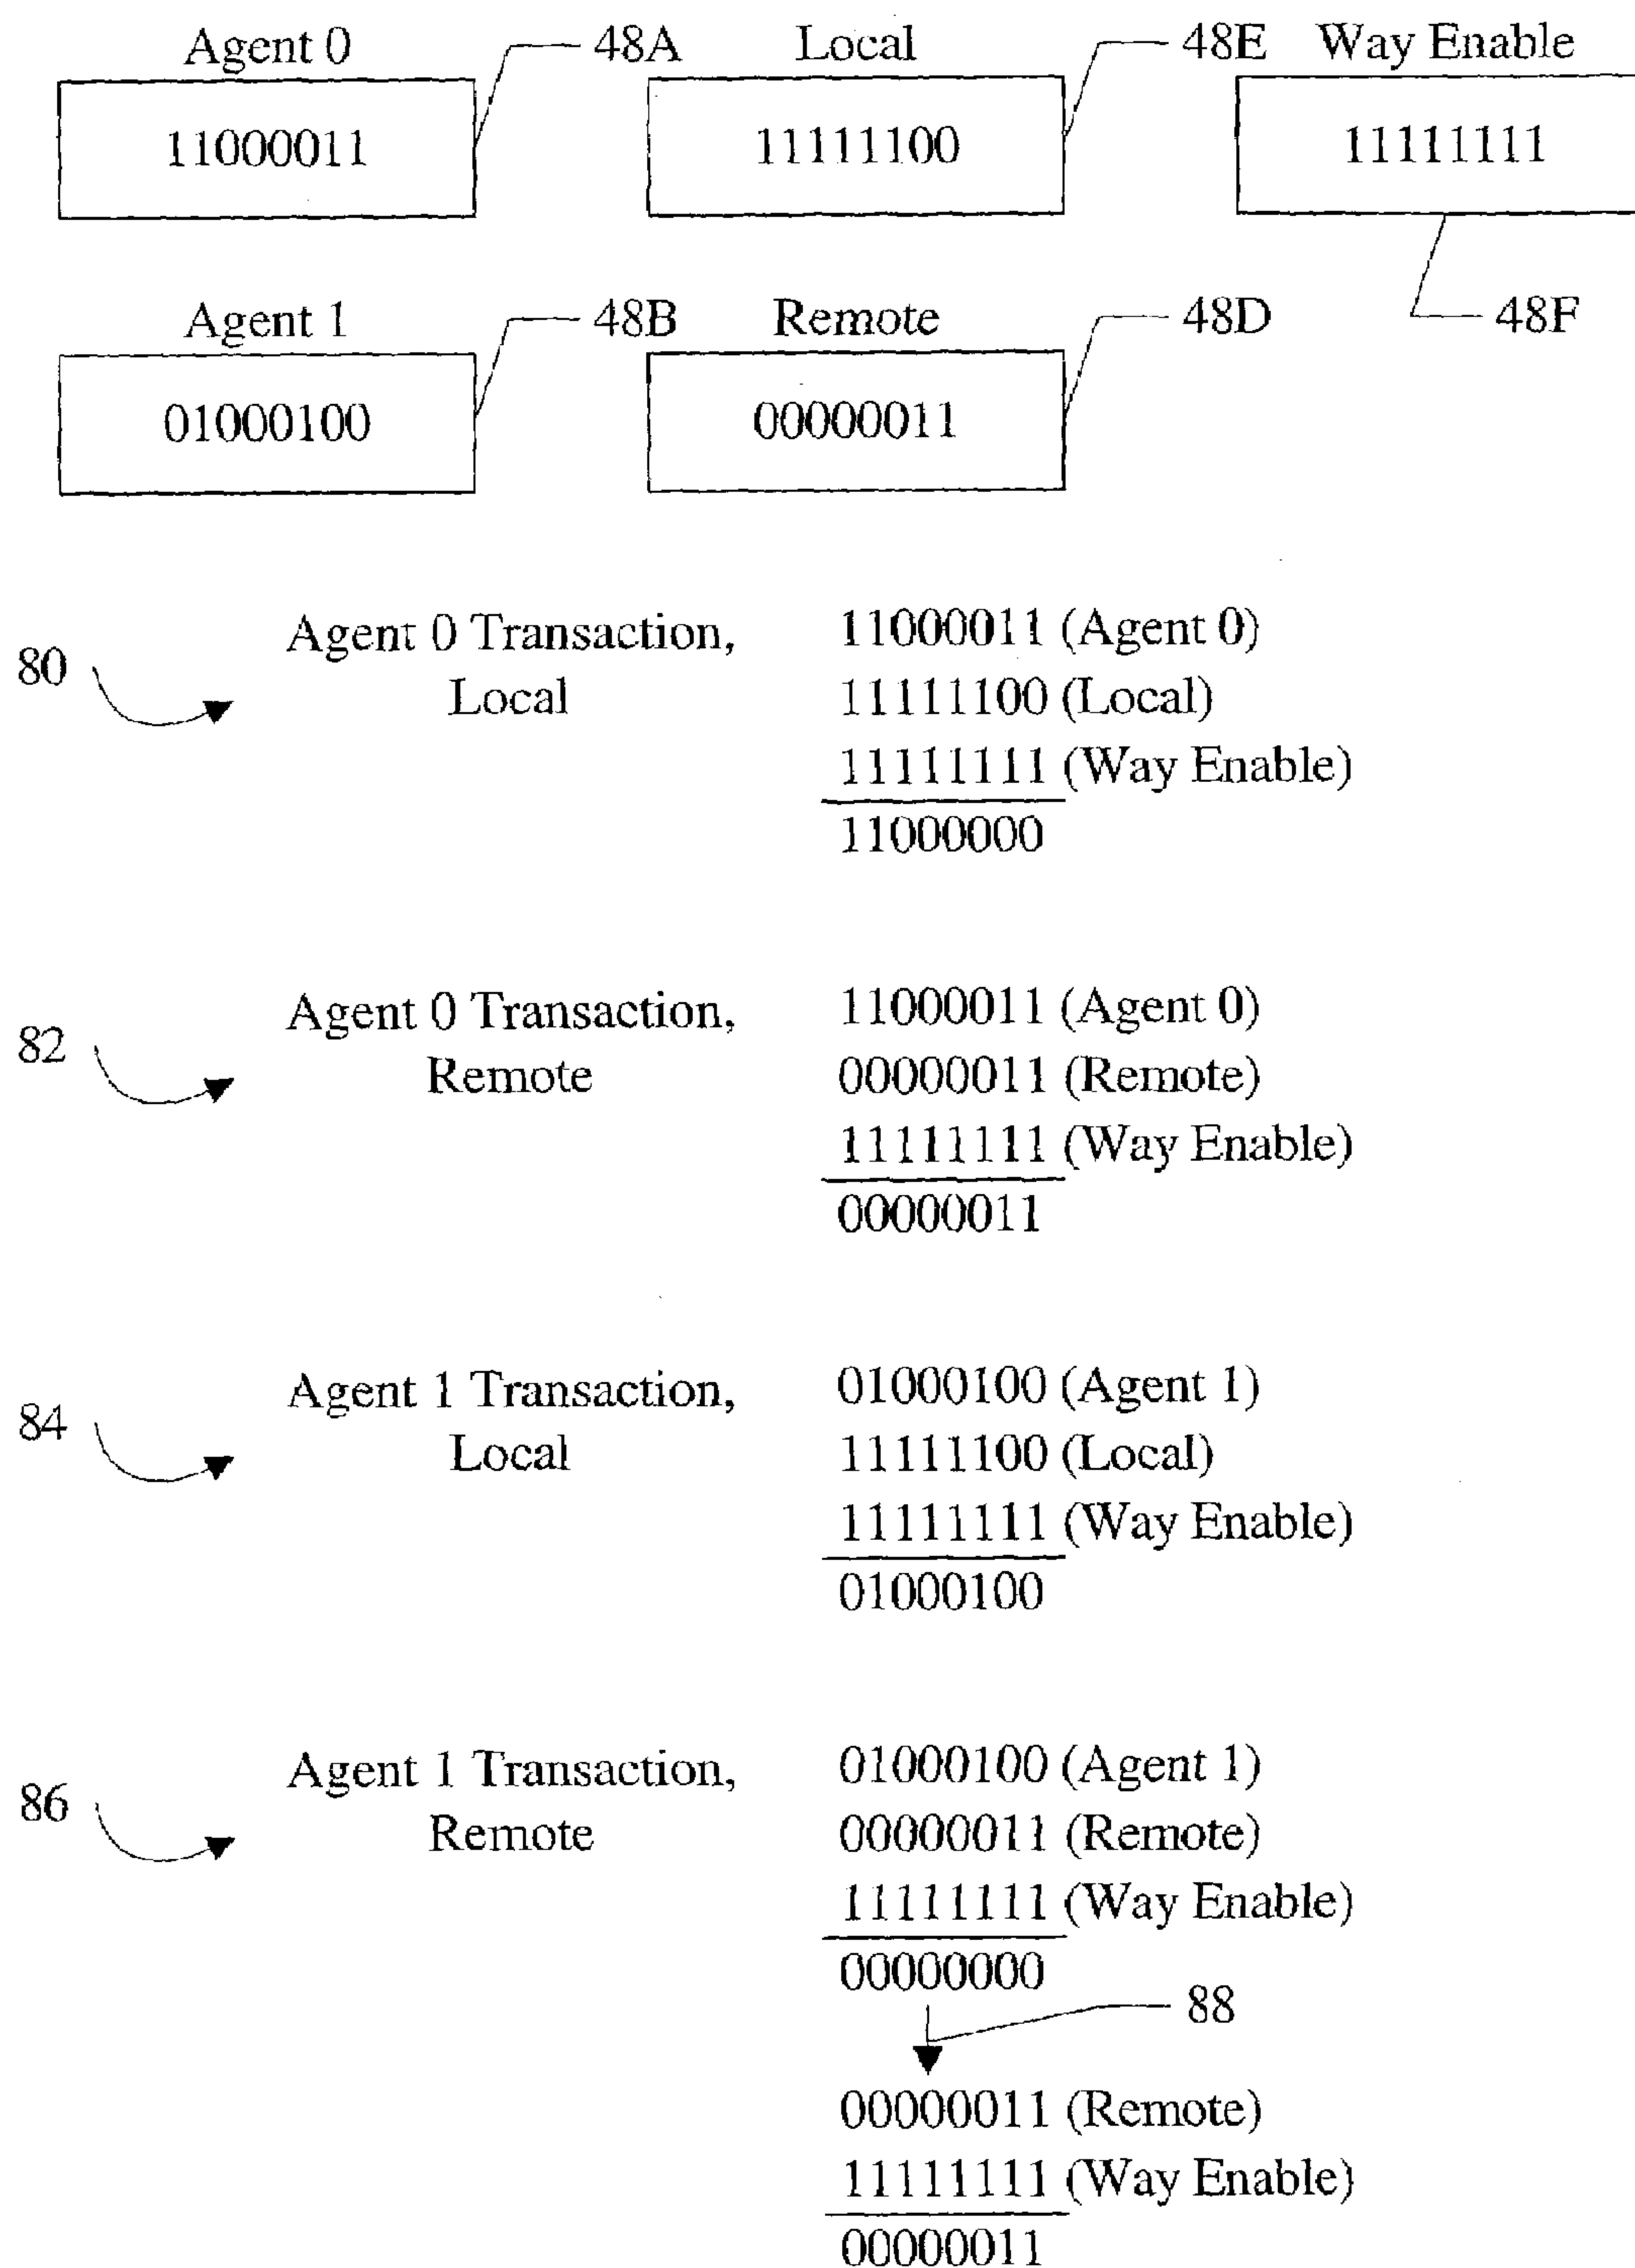 Agent 0 48A Local 48E Way Enable
11000011 11111100 11111111
Agent 1 48B Remote 48D 48F
01000100 00000011
Agent 0 Transaction, 11000011 (Agent 0)
80 Local 11111100 (Local)
11111111 (Way Enable)
11000000
Agent 0 Transaction, 11000011 (Agent 0)
82 Remote 00000011 (Remote)
11111111 (Way Enable)
00000011
Agent 1 Transaction, 01000100 (Agent 1)
84 Local 11111100 (Local)
11111111 (Way Enable)
01000100
Agent 1 Transaction, 01000100 (Agent 1)
86 Remote 00000011 (Remote)
11111111 (Way Enable)
00000000
88
00000011 (Remote)
11111111 (Way Enable)
00000011